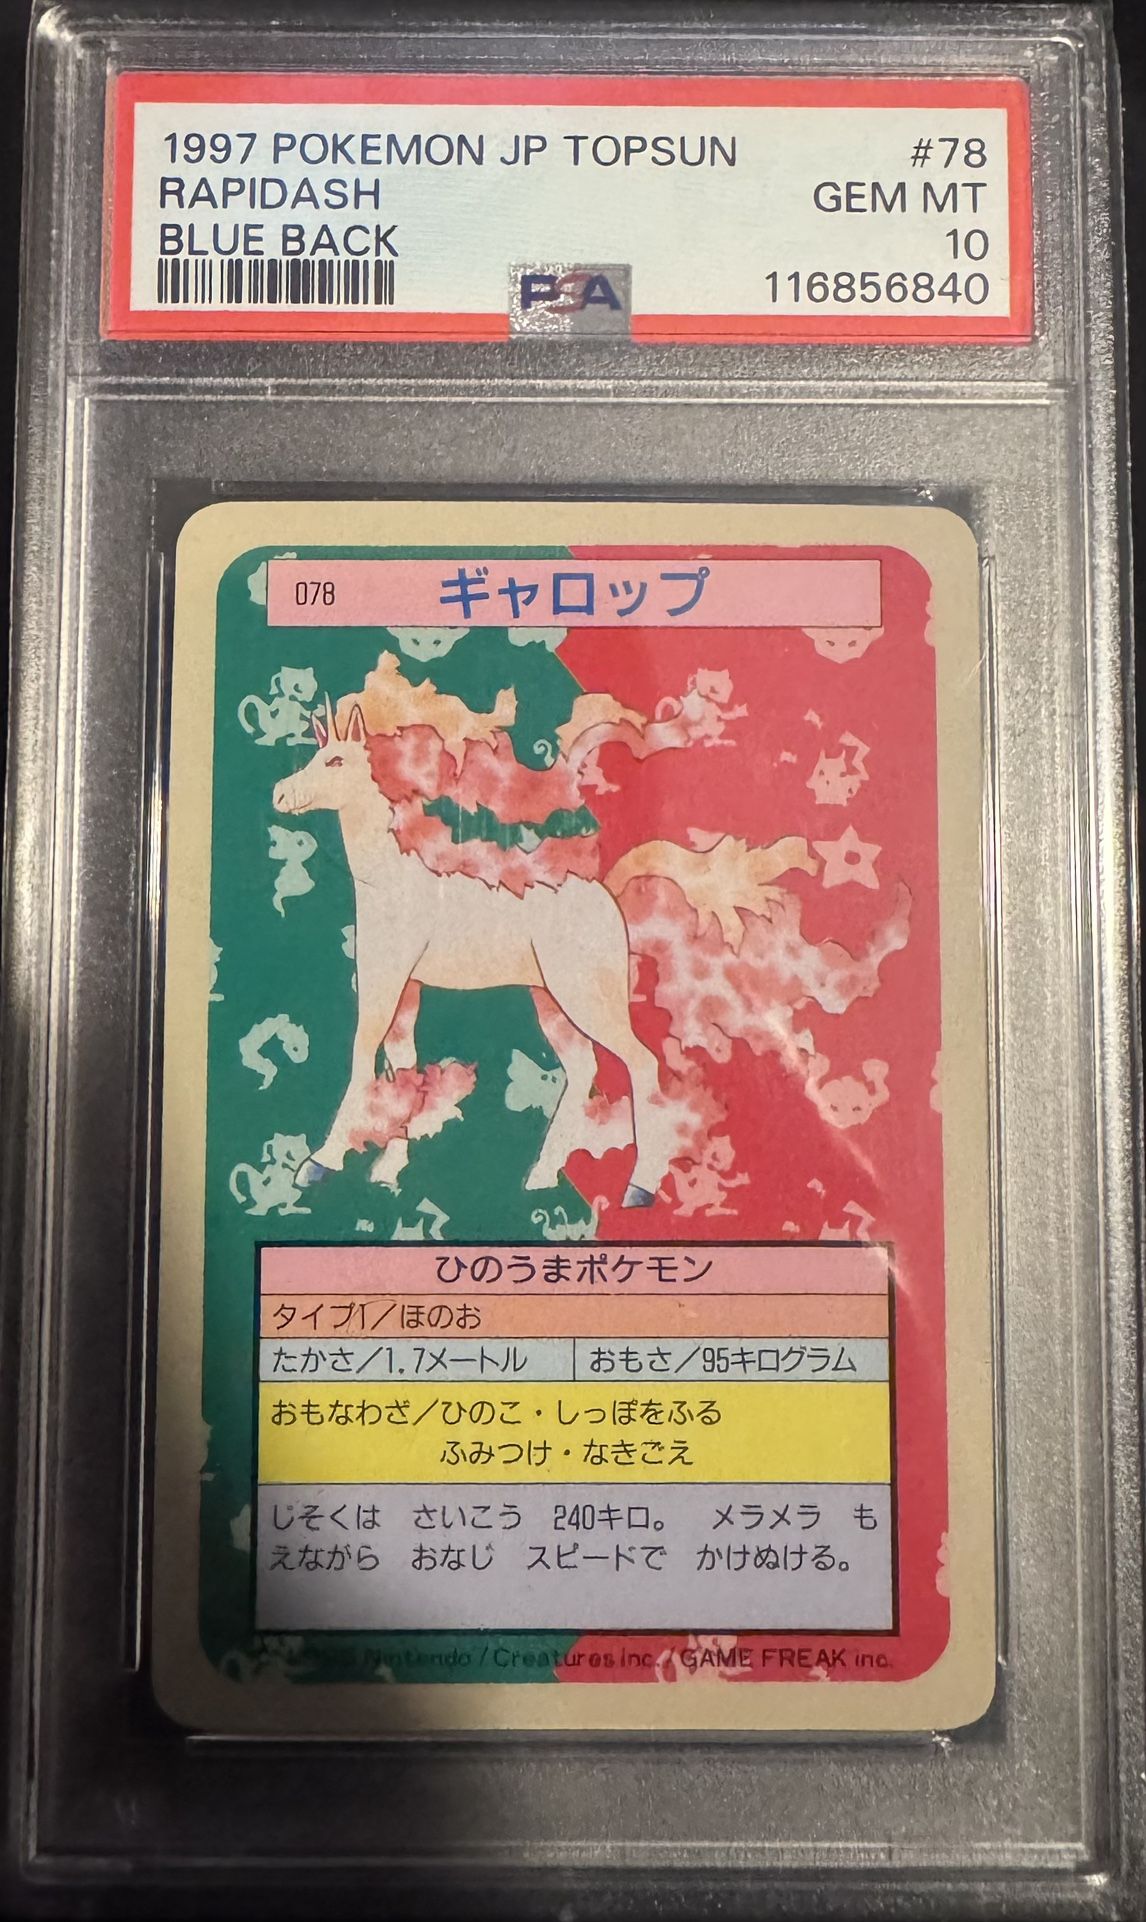 1997 POKEMON JP TOPSUN #78
RAPIDASH GEM MT
BLUE BACK 10
116856840
PSA
078 ギャロップ
ひのうまポケモン
タイプ1/ほのお
たかさ/1.7メートル おもさ/95キログラム
おもなわざ/ひのこ・しっぽをふる
ふみつけ・なきごえ
じそくは さいこう 240キロ。 メラメラ も
えながら おなじ スピードで かけぬける。
Nintendo / Creatures inc. / GAME FREAK inc.